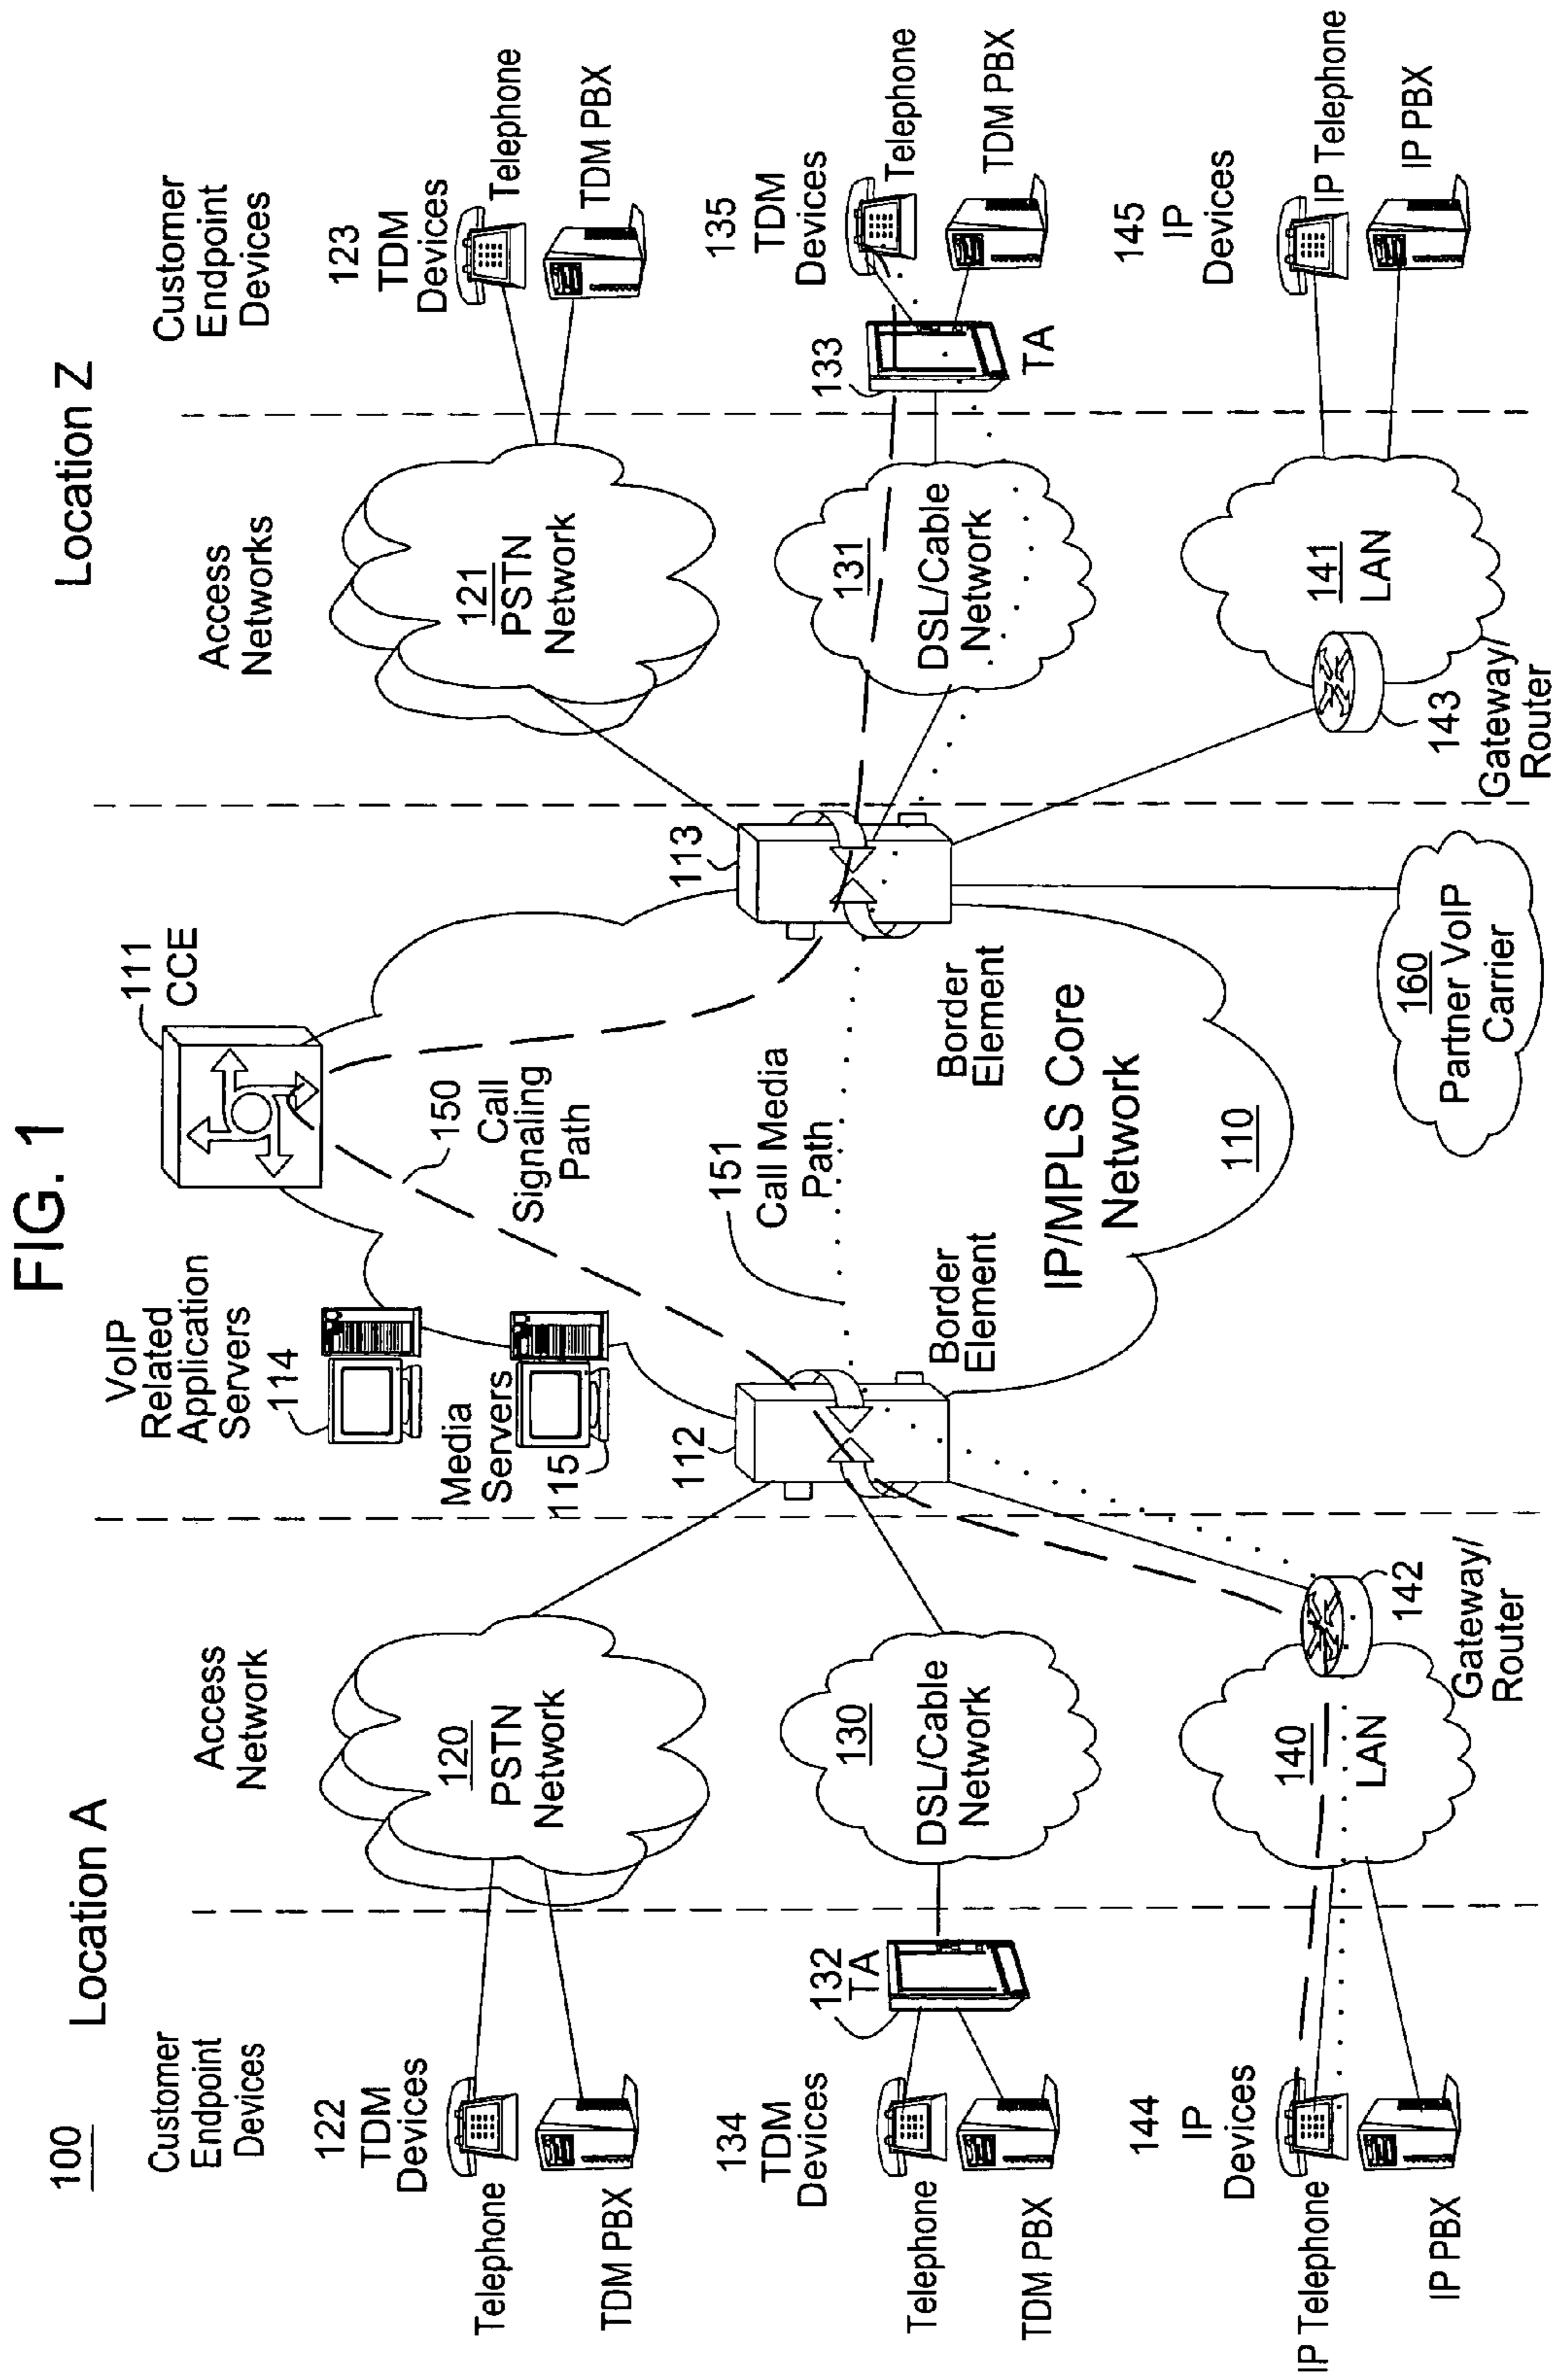 FIG. 1
100
Location A
Location Z
Customer
Endpoint
Devices
Access
Network
VoIP
Related
Application
Servers
114
Media
Servers
115
111
CCE
Access
Networks
Customer
Endpoint
Devices
122
TDM
Devices
Telephone
TDM PBX
120
PSTN
Network
150
Call
Signaling
Path
121
PSTN
Network
123
TDM
Devices
Telephone
TDM PBX
134
TDM
Devices
Telephone
TDM PBX
132
TA
130
DSL/Cable
Network
112
Border
Element
151
Call Media
Path
113
Border
Element
131
DSL/Cable
Network
133
TA
135
TDM
Devices
Telephone
TDM PBX
IP/MPLS Core
Network
110
144
IP
Devices
IP Telephone
IP PBX
140
LAN
142
Gateway/
Router
160
Partner VoIP
Carrier
143
Gateway/
Router
141
LAN
145
IP
Devices
IP Telephone
IP PBX